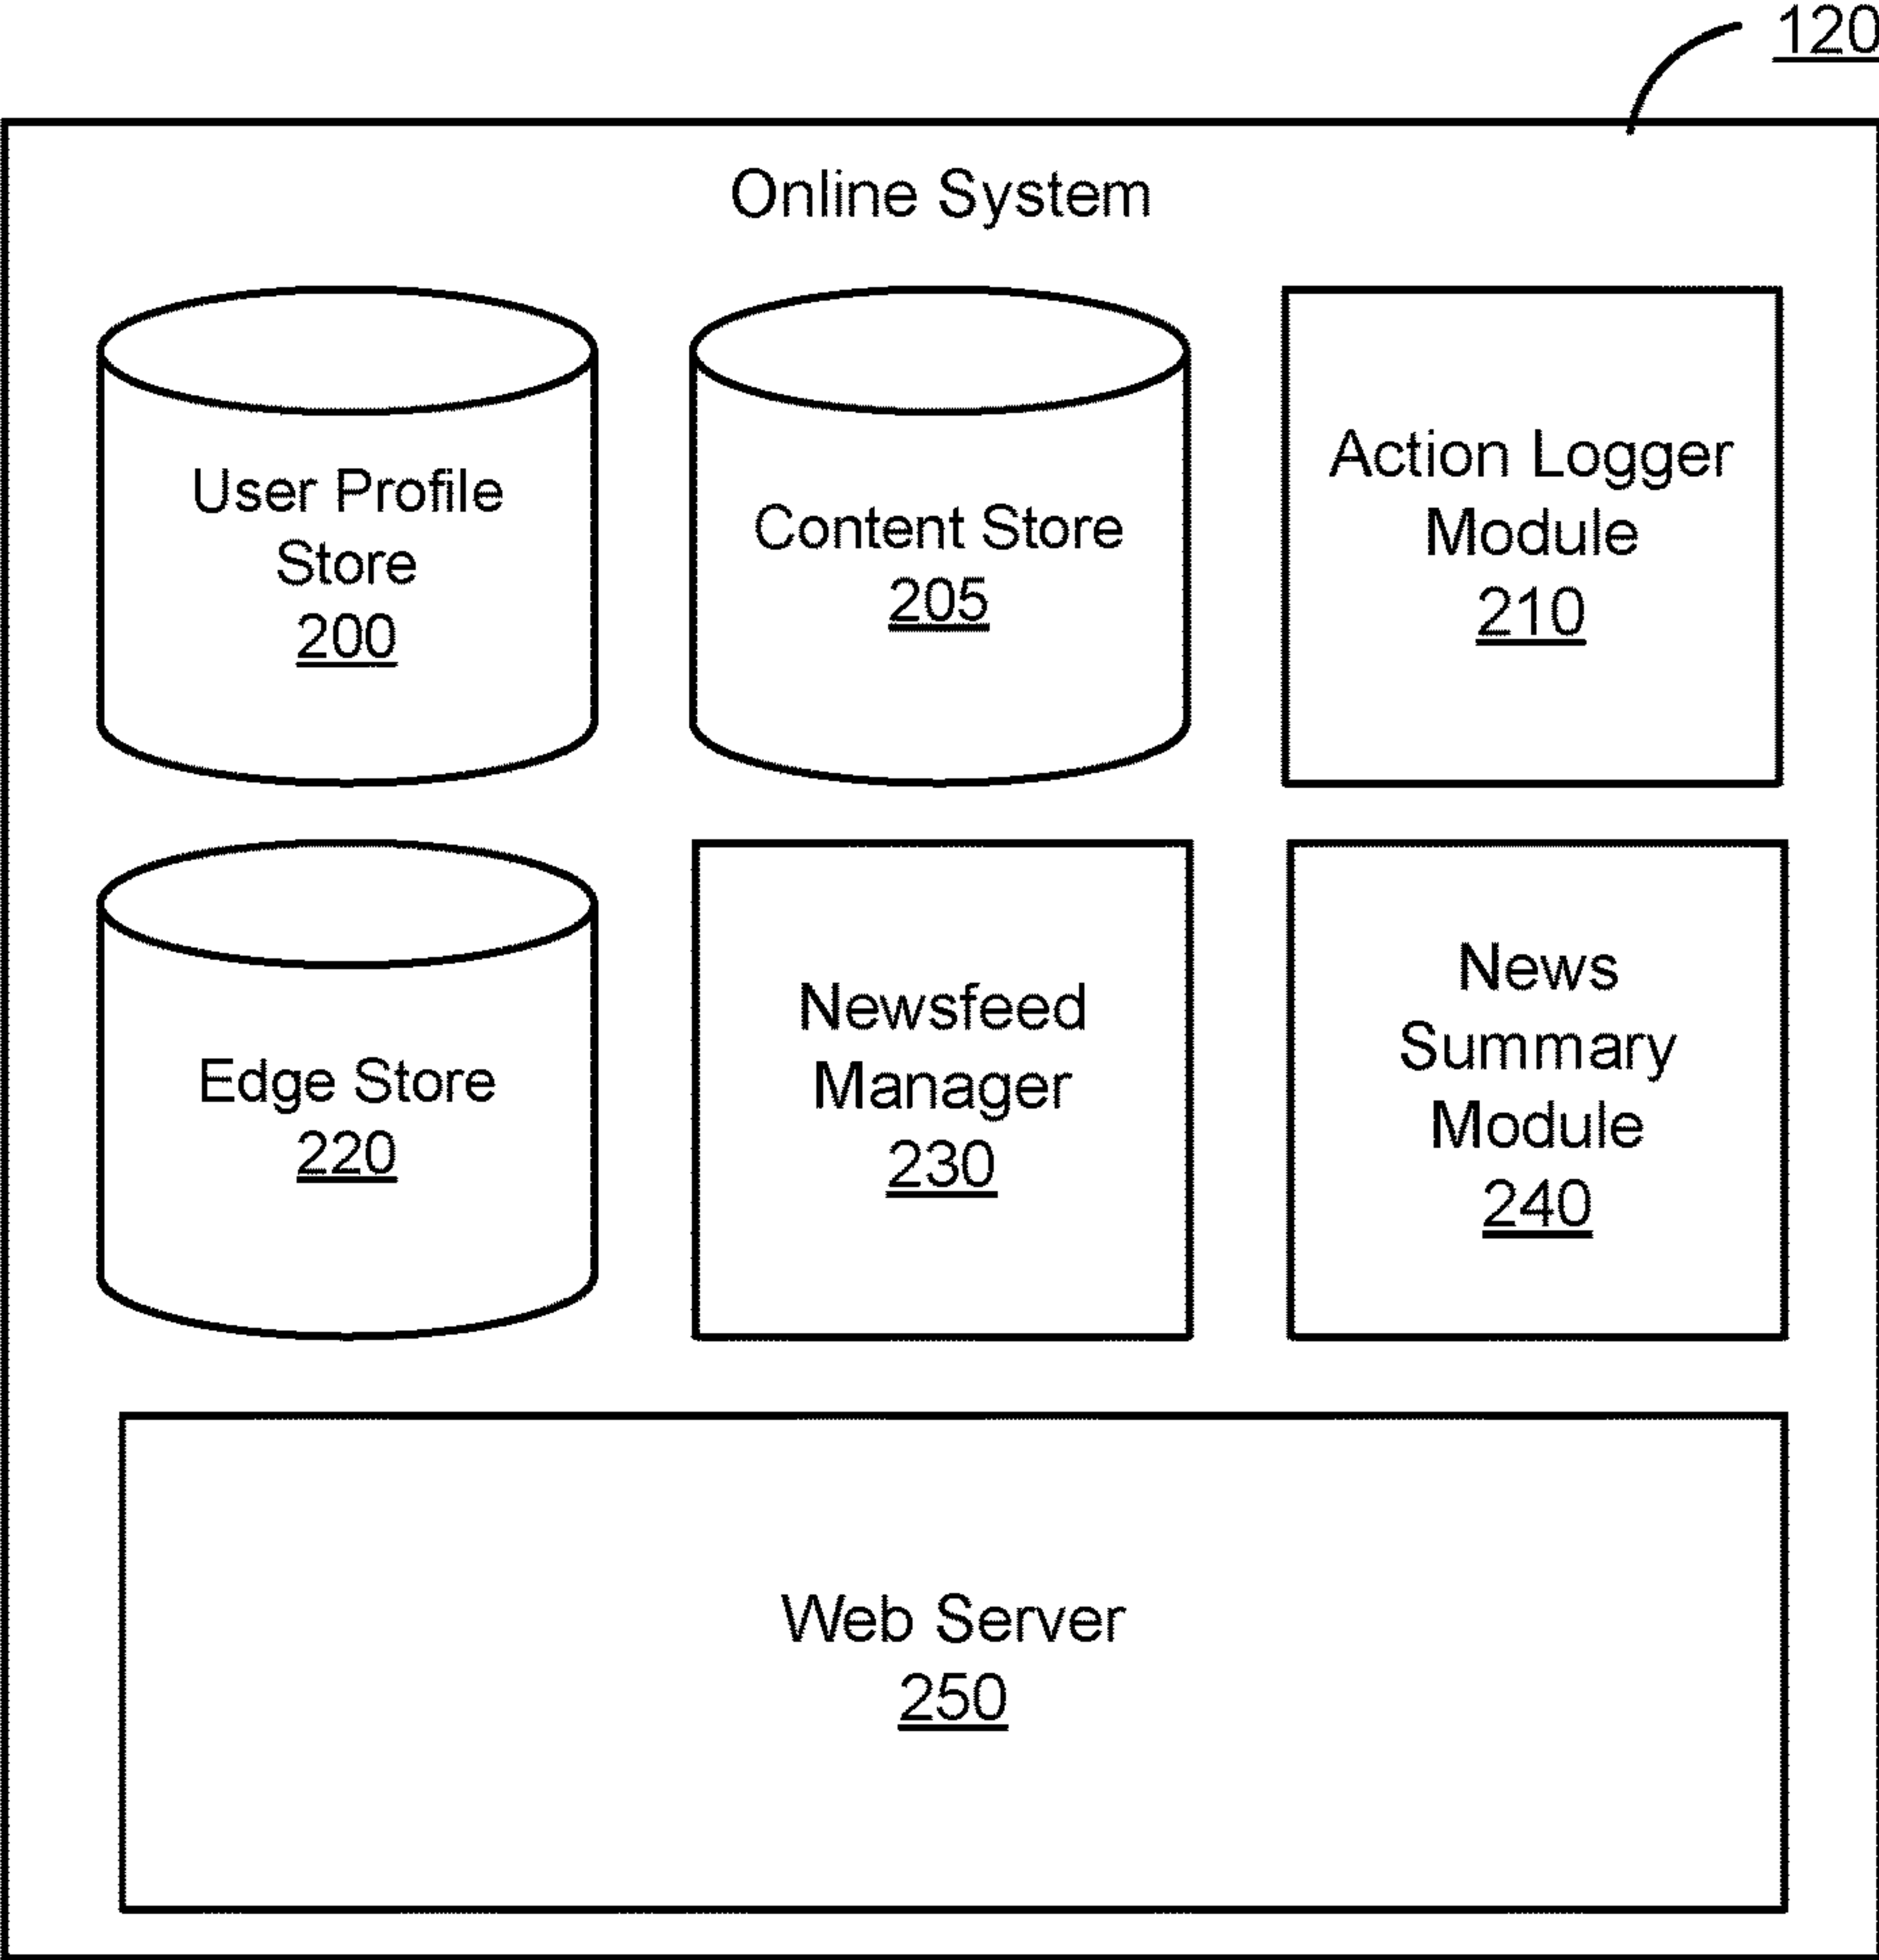 120
Online System
User Profile
Store
200
Content Store
205
Action Logger
Module
210
Edge Store
220
Newsfeed
Manager
230
News
Summary
Module
240
Web Server
250